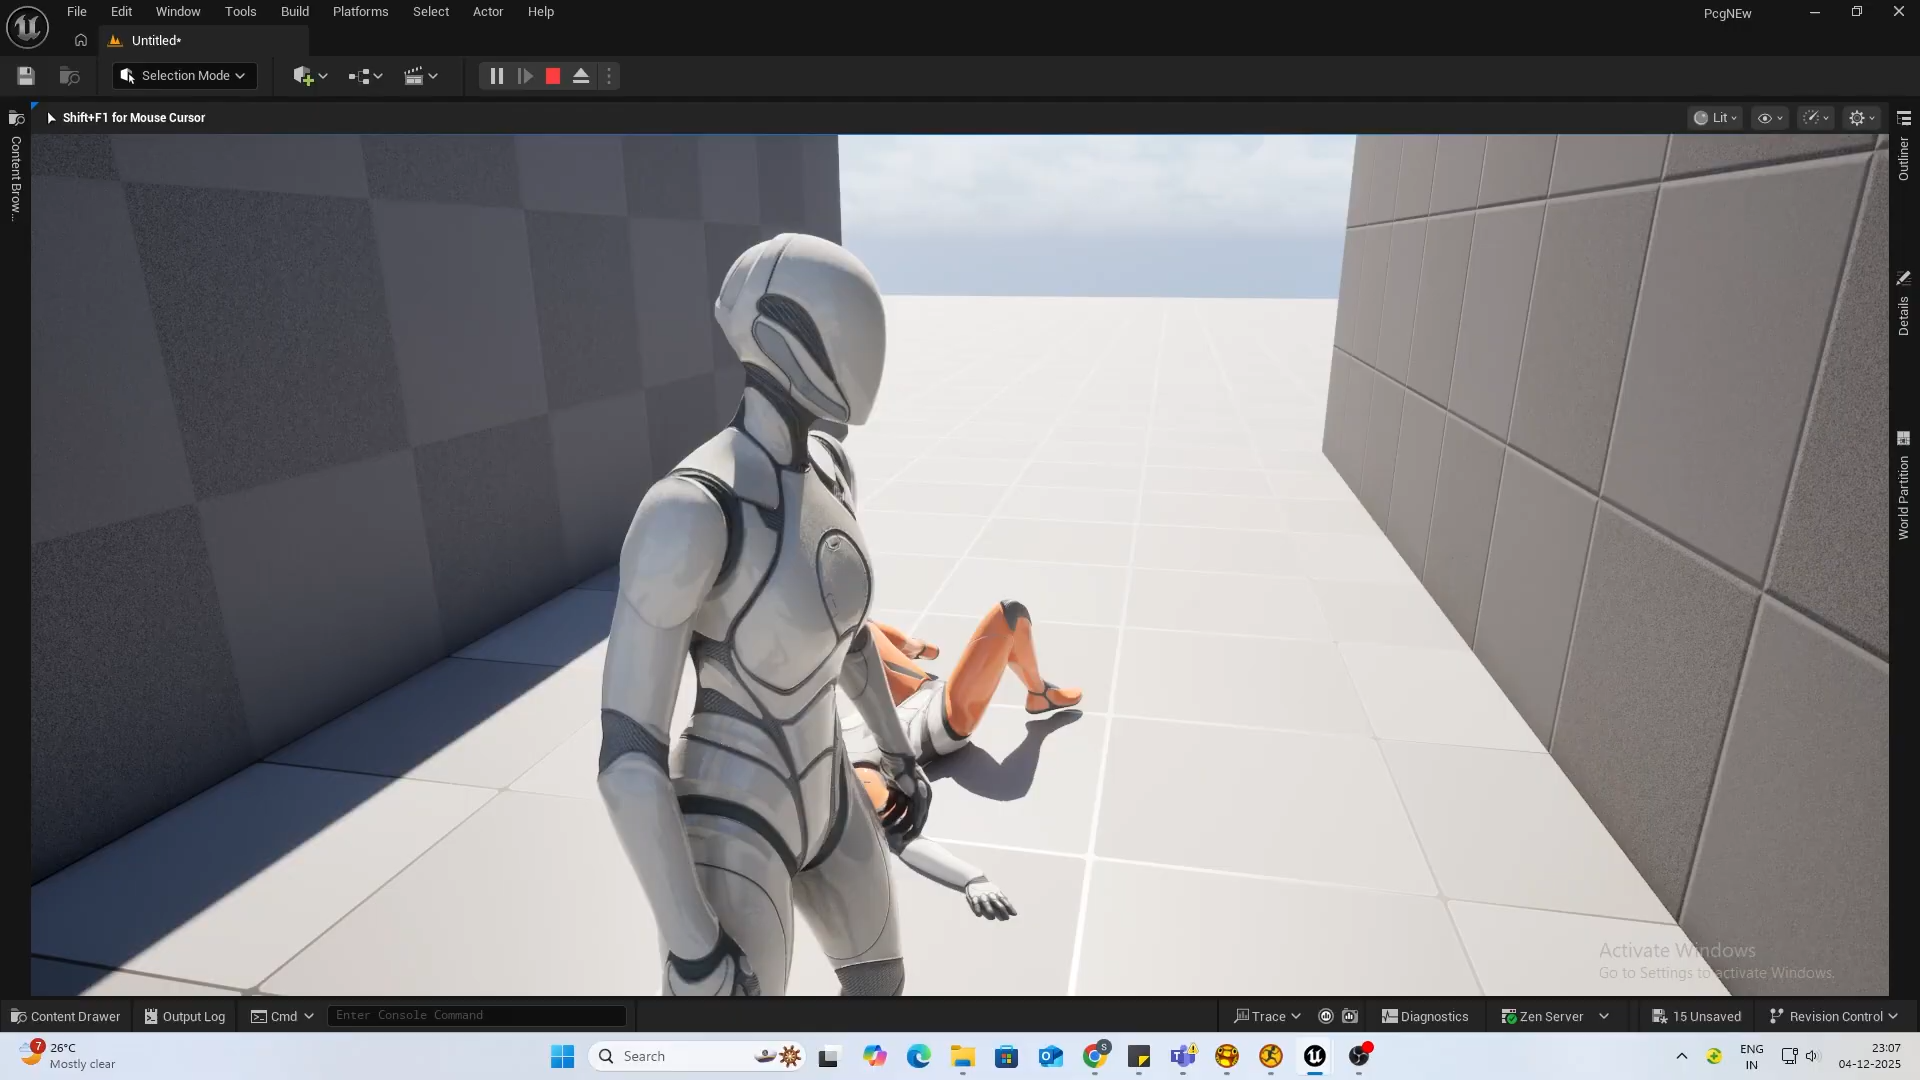 File Edit Window Tools Build Platforms Select Actor Help
PcgNEw
Untitled*
Selection Mode
Shift+F1 for Mouse Cursor
Lit
Content Brow...
Outliner
Details
World Partition
Activate Windows
Go to Settings to activate Windows.
Content Drawer
Output Log
Cmd
Enter Console Command
Trace
Diagnostics
Zen Server
15 Unsaved
Revision Control
7
26°C
Mostly clear
Search
S
ENG
IN
23:07
04-12-2025